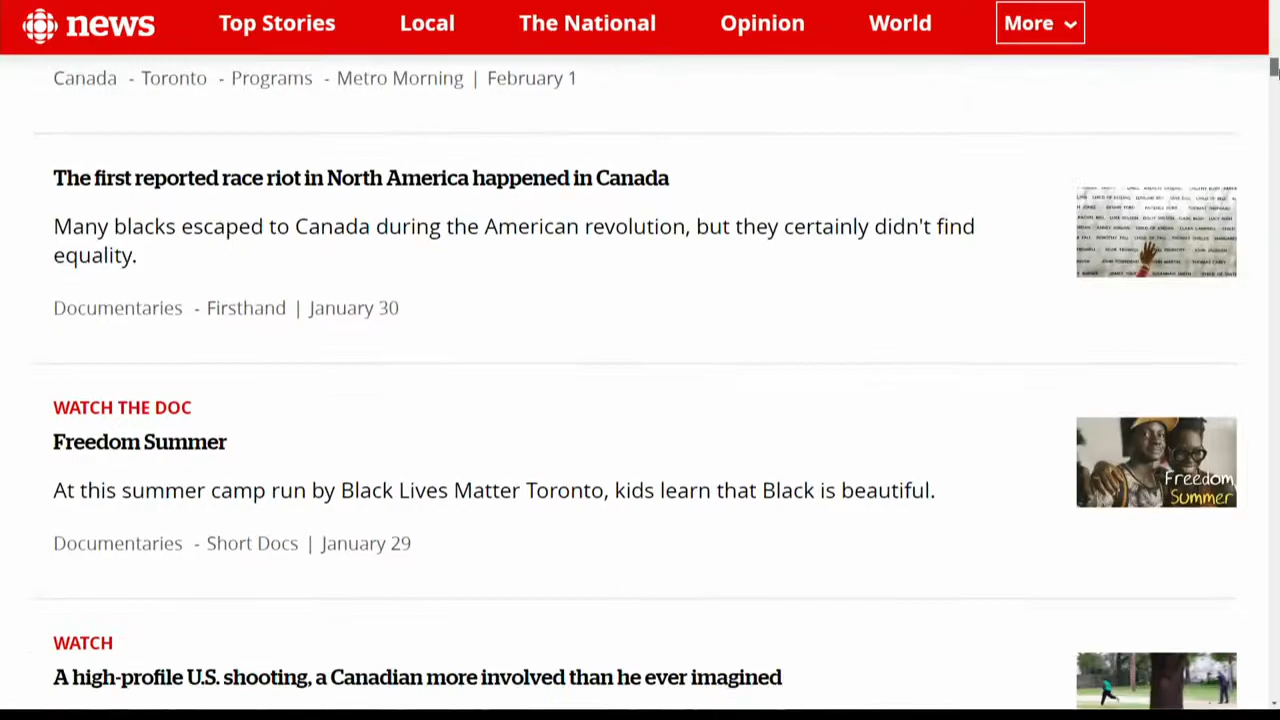 news Top Stories Local The National Opinion World More
Canada - Toronto - Programs - Metro Morning | February 1
The first reported race riot in North America happened in Canada
Many blacks escaped to Canada during the American revolution, but they certainly didn't find
equality.
Documentaries - Firsthand | January 30
WATCH THE DOC
Freedom Summer
At this summer camp run by Black Lives Matter Toronto, kids learn that Black is beautiful.
Freedom
Summer
Documentaries - Short Docs | January 29
WATCH
A high-profile U.S. shooting, a Canadian more involved than he ever imagined